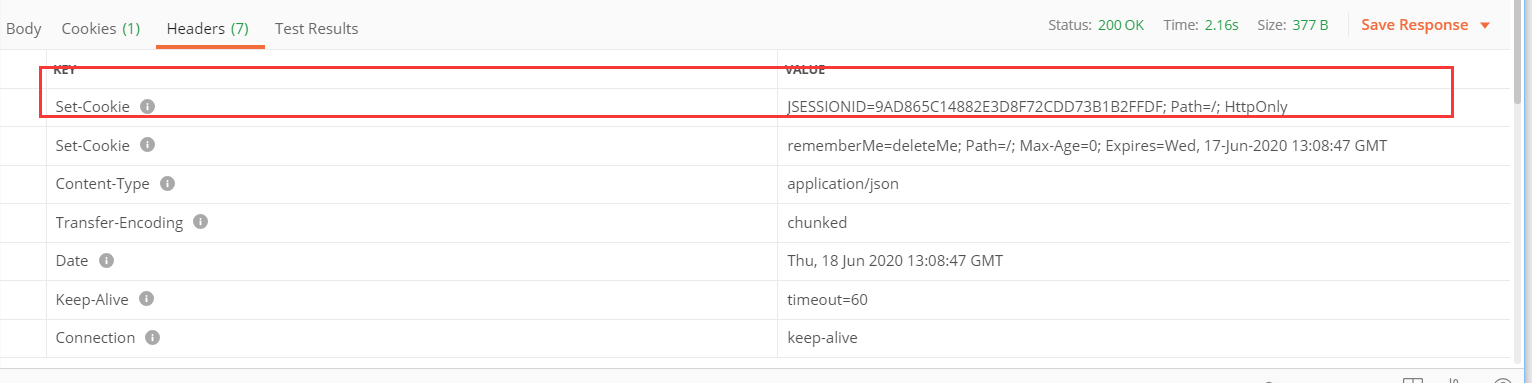 Body Cookies (1) Headers (7) Test Results Status: 200 OK Time: 2.16s Size: 377 B Save Response
KEY VALUE
Set-Cookie JSESSIONID=9AD865C14882E3D8F72CDD73B1B2FFDF; Path=/; HttpOnly
Set-Cookie rememberMe=deleteMe; Path=/; Max-Age=0; Expires=Wed, 17-Jun-2020 13:08:47 GMT
Content-Type application/json
Transfer-Encoding chunked
Date Thu, 18 Jun 2020 13:08:47 GMT
Keep-Alive timeout=60
Connection keep-alive